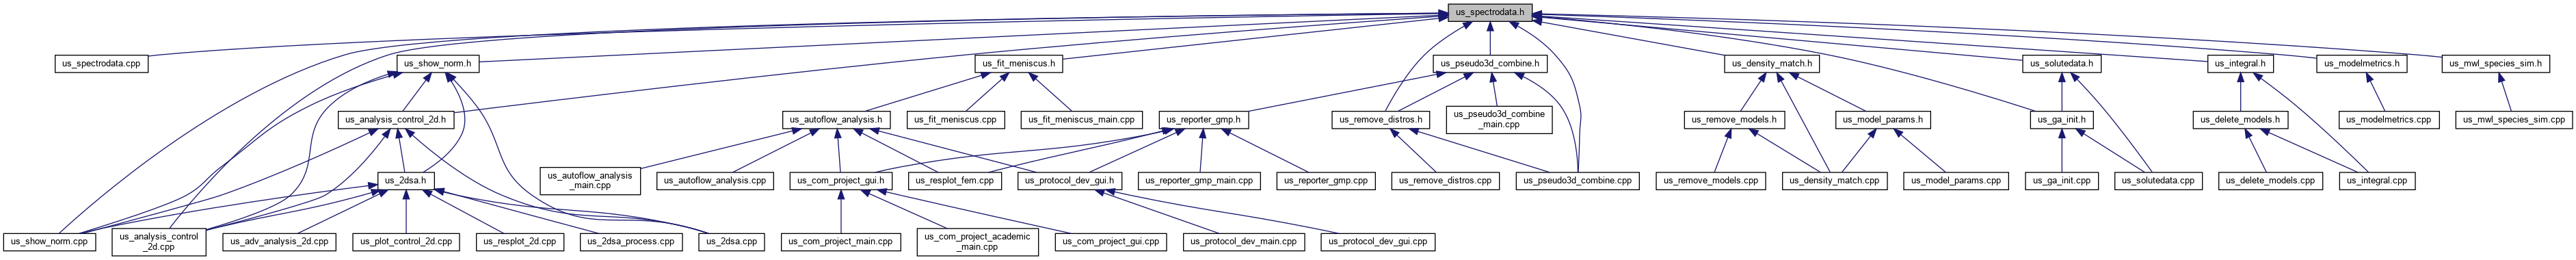 us_spectrodata.h
us_spectrodata.cpp
us_show_norm.h
us_fit_meniscus.h
us_pseudo3d_combine.h
us_density_match.h
us_solutedata.h
us_integral.h
us_modelmetrics.h
us_mwl_species_sim.h
us_analysis_control_2d.h
us_autoflow_analysis.h
us_fit_meniscus.cpp
us_fit_meniscus_main.cpp
us_reporter_gmp.h
us_remove_distros.h
us_pseudo3d_combine
_main.cpp
us_remove_models.h
us_model_params.h
us_ga_init.h
us_delete_models.h
us_modelmetrics.cpp
us_mwl_species_sim.cpp
us_2dsa.h
us_autoflow_analysis
_main.cpp
us_autoflow_analysis.cpp
us_com_project_gui.h
us_resplot_fem.cpp
us_protocol_dev_gui.h
us_reporter_gmp_main.cpp
us_reporter_gmp.cpp
us_remove_distros.cpp
us_pseudo3d_combine.cpp
us_remove_models.cpp
us_density_match.cpp
us_model_params.cpp
us_ga_init.cpp
us_solutedata.cpp
us_delete_models.cpp
us_integral.cpp
us_show_norm.cpp
us_analysis_control
_2d.cpp
us_adv_analysis_2d.cpp
us_plot_control_2d.cpp
us_resplot_2d.cpp
us_2dsa_process.cpp
us_2dsa.cpp
us_com_project_main.cpp
us_com_project_academic
_main.cpp
us_com_project_gui.cpp
us_protocol_dev_main.cpp
us_protocol_dev_gui.cpp